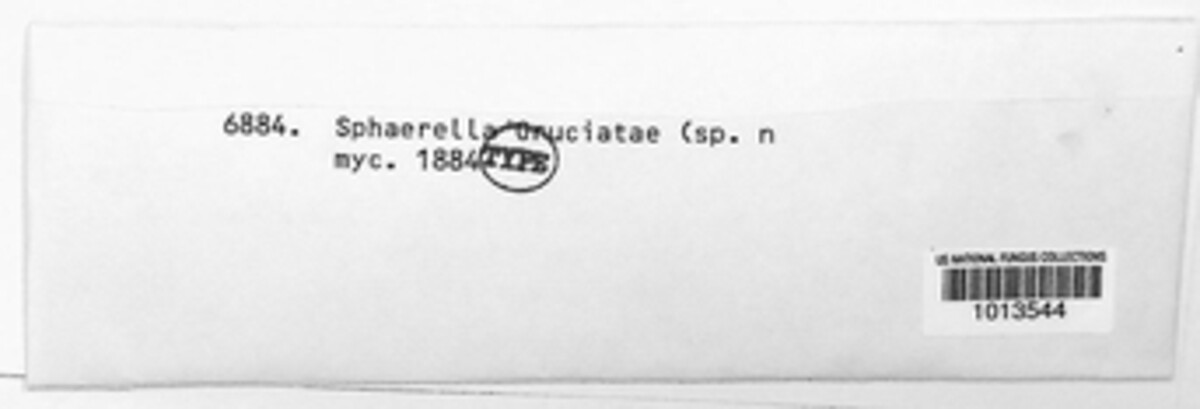 6884. Sphaerella Cruciatae (sp. n
myc. 1884
TYPE
US NATIONAL FUNGUS COLLECTIONS
1013544